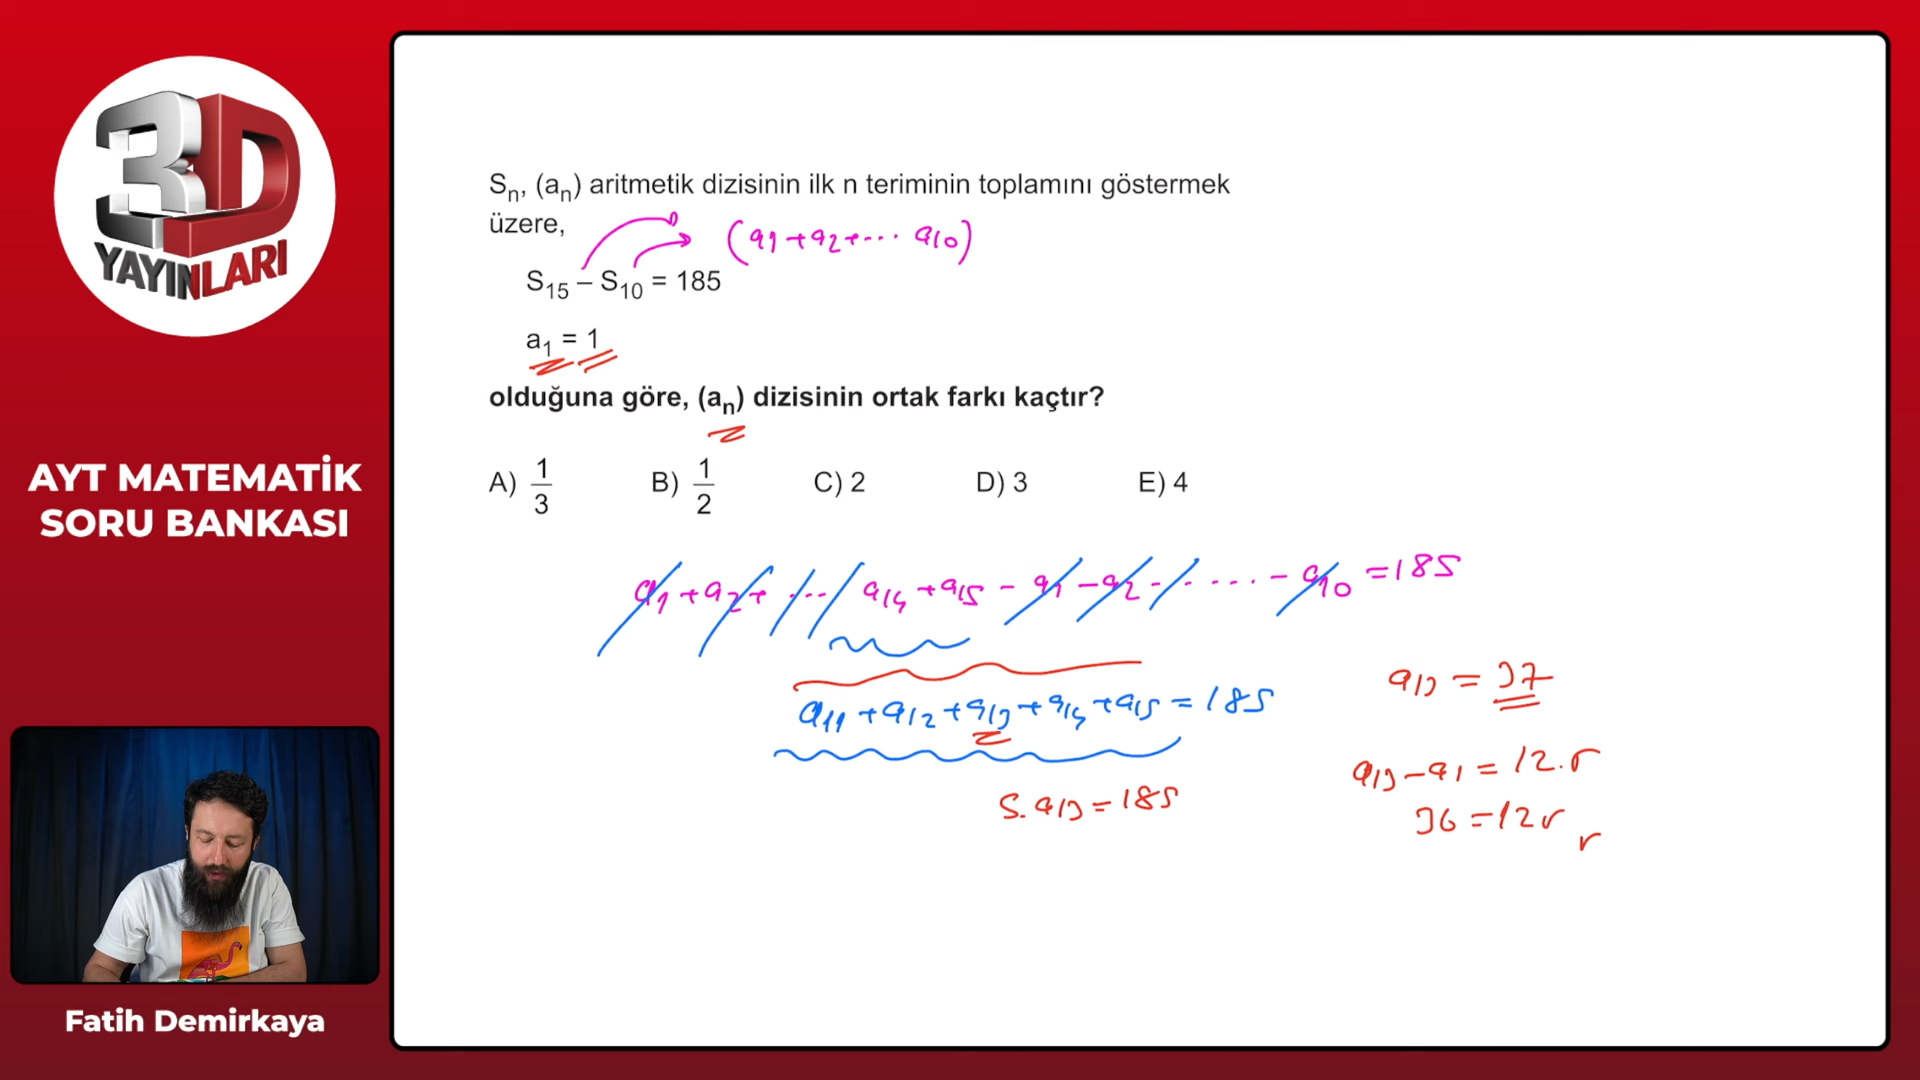 3D
YAYINLARI
AYT MATEMATİK
SORU BANKASI
Fatih Demirkaya
Sn, (an) aritmetik dizisinin ilk n teriminin toplamını göstermek
üzere,
(a1+a2+... a10)
S15 – S10 = 185
a1 = 1
olduğuna göre, (an) dizisinin ortak farkı kaçtır?
A) 1/3 B) 1/2 C) 2 D) 3 E) 4
a1+a2+ ... a14+a15 - a1 - a2 - ..... - a10 = 185
a11+a12+a13+a14+a15 = 185
5.a13 = 185
a13 = 37
a13 - a1 = 12.r
36 = 12r
r